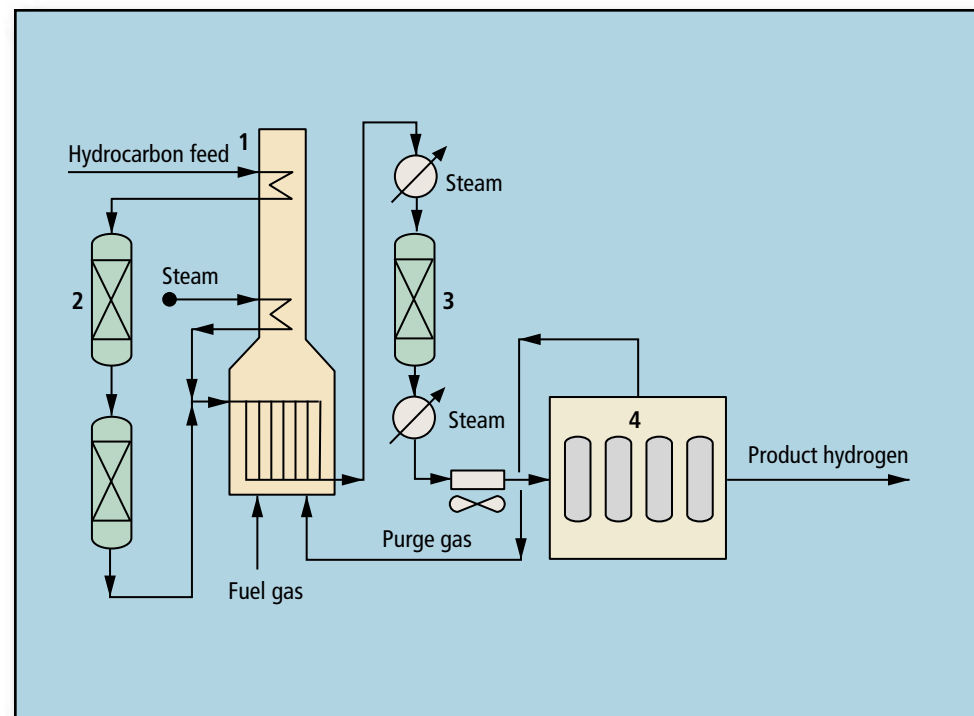 1
Hydrocarbon feed
Steam
2
Steam
3
Steam
4
Product hydrogen
Purge gas
Fuel gas